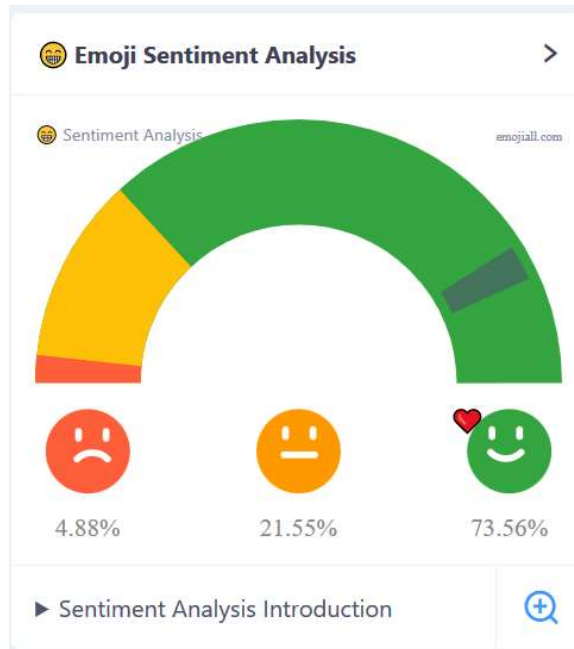 😁 Emoji Sentiment Analysis
😁 Sentiment Analysis
emojiall.com
4.88%
21.55%
73.56%
▶ Sentiment Analysis Introduction